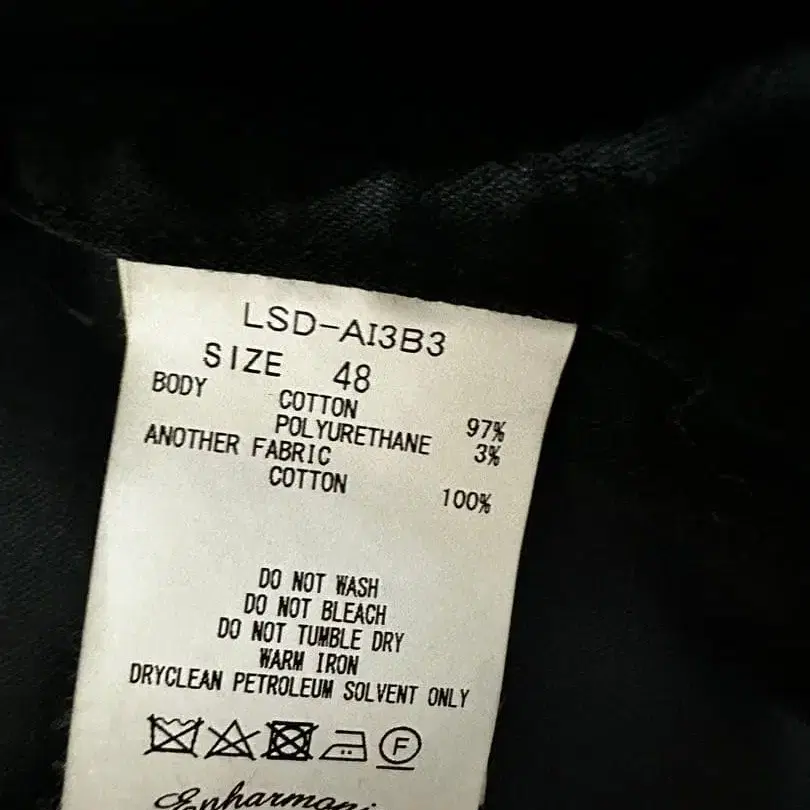 LSD-AI3B3
SIZE 48
BODY
COTTON 97%
POLYURETHANE 3%
ANOTHER FABRIC
COTTON 100%
DO NOT WASH
DO NOT BLEACH
DO NOT TUMBLE DRY
WARM IRON
DRYCLEAN PETROLEUM SOLVENT ONLY
F